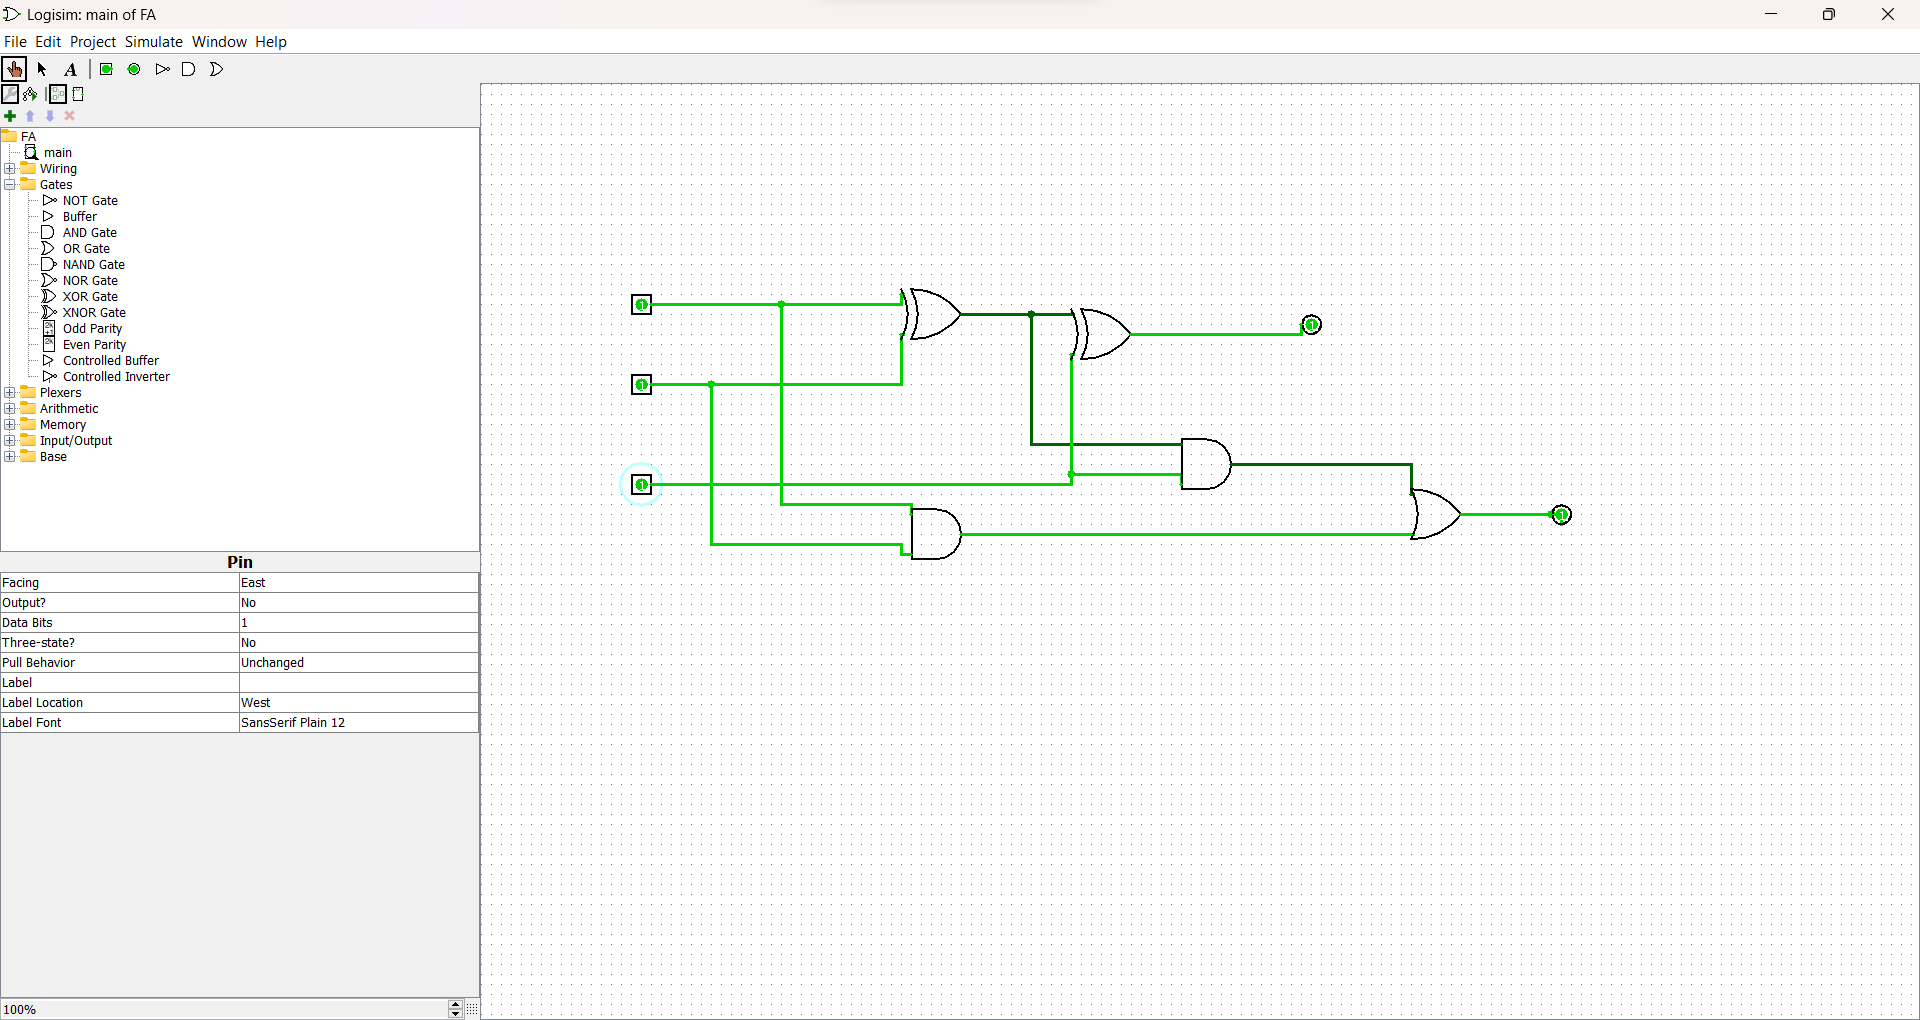 Logisim: main of FA
File Edit Project Simulate Window Help
A
FA
main
Wiring
Gates
NOT Gate
Buffer
AND Gate
OR Gate
NAND Gate
NOR Gate
XOR Gate
XNOR Gate
Odd Parity
Even Parity
Controlled Buffer
Controlled Inverter
Plexers
Arithmetic
Memory
Input/Output
Base
Pin
Facing East
Output? No
Data Bits 1
Three-state? No
Pull Behavior Unchanged
Label
Label Location West
Label Font SansSerif Plain 12
100%
1
1
1
1
1